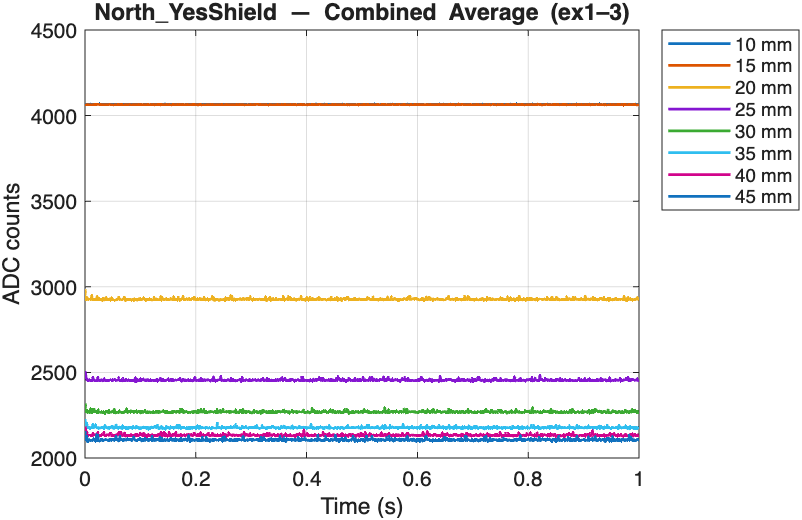 North_YesShield — Combined Average (ex1–3)
4500
4000
3500
3000
2500
2000
0
0.2
0.4
0.6
0.8
1
ADC counts
Time (s)
10 mm
15 mm
20 mm
25 mm
30 mm
35 mm
40 mm
45 mm